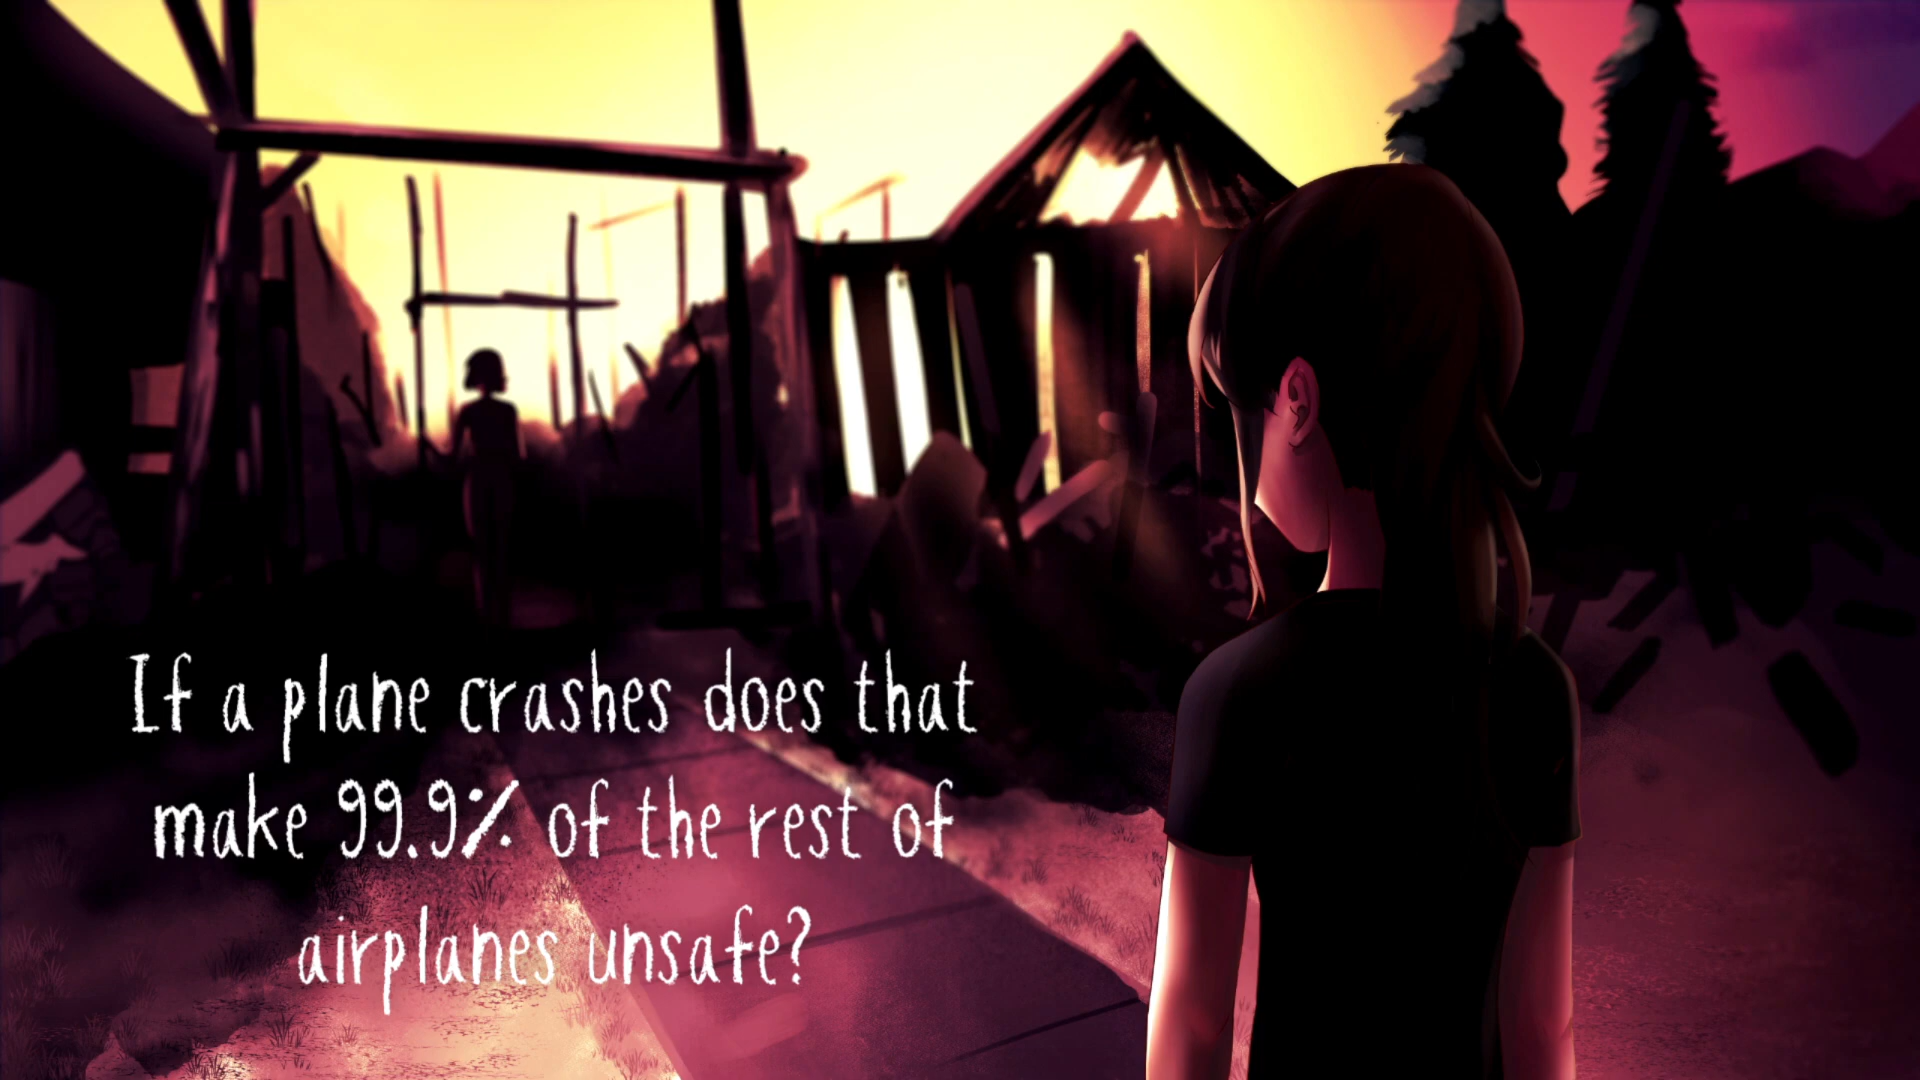 If a plane crashes does that
make 99.9% of the rest of
airplanes unsafe?